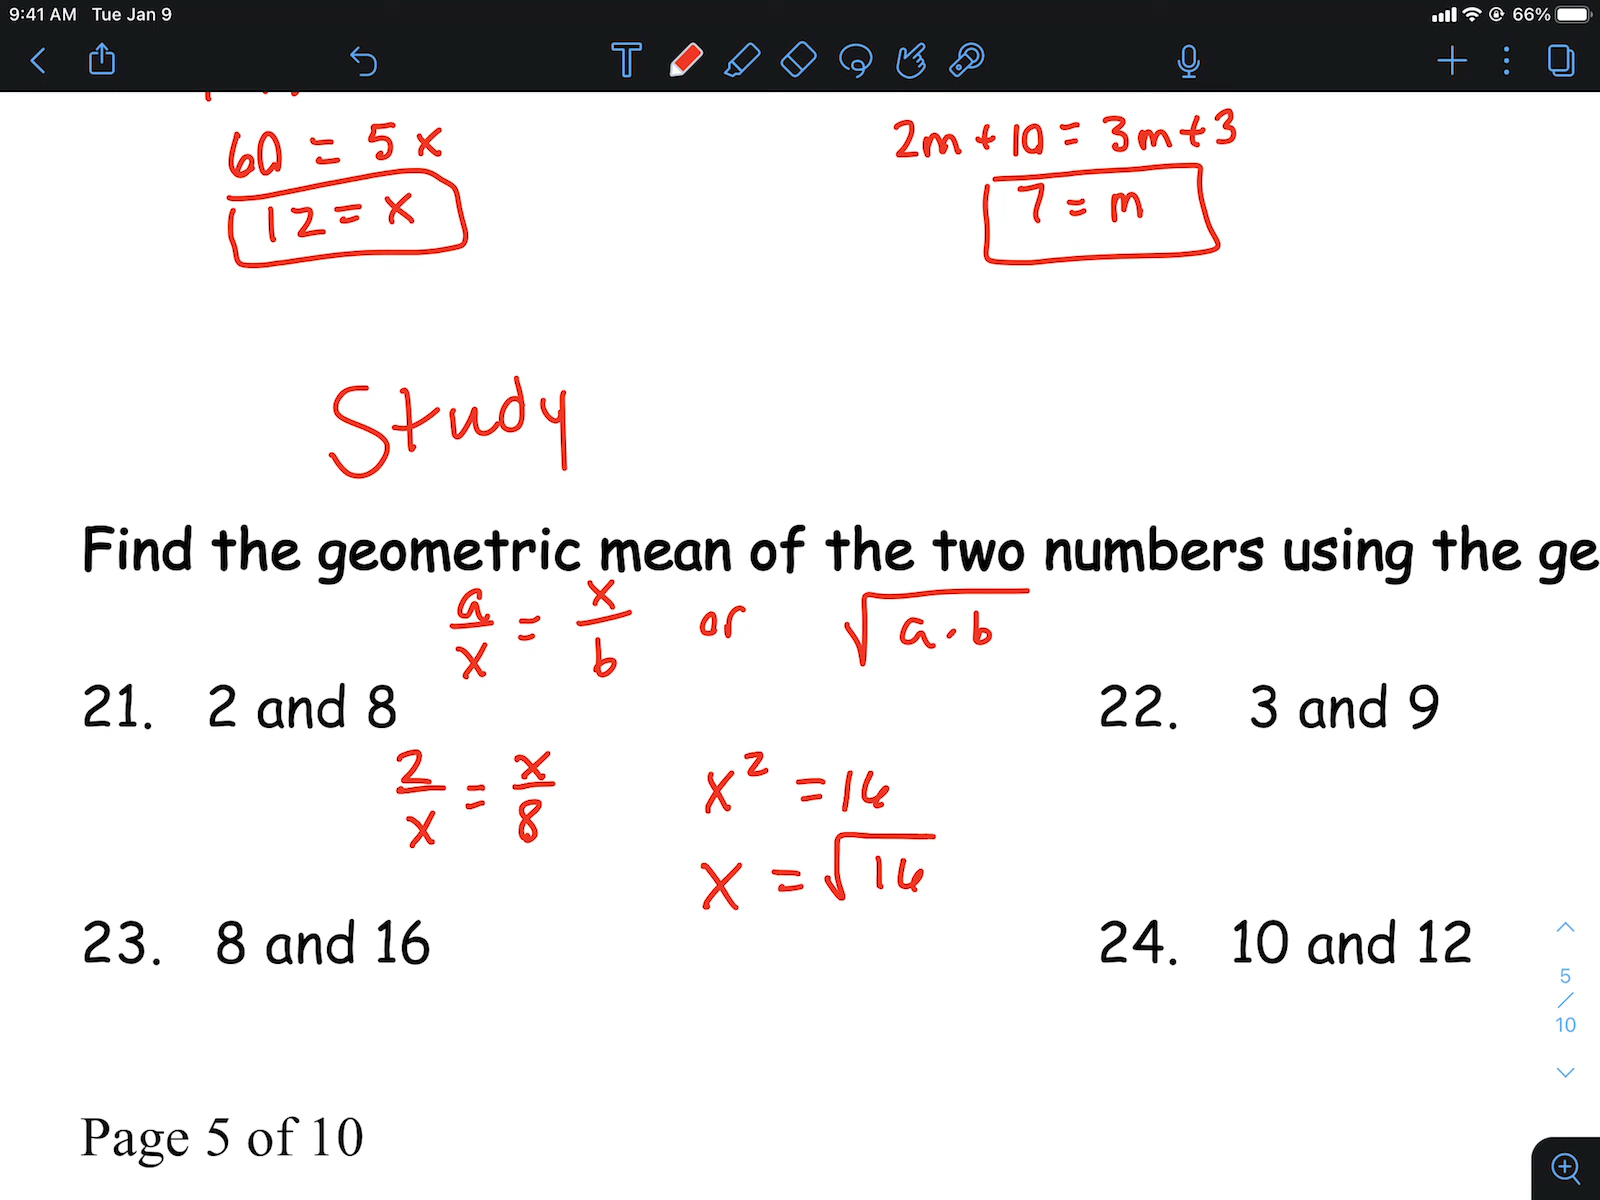 9:41 AM Tue Jan 9 66%
60 = 5x
12 = x
2m + 10 = 3m + 3
7 = m
Study
Find the geometric mean of the two numbers using the ge
a/x = x/b or √a·b
21. 2 and 8
22. 3 and 9
2/x = x/8
x² = 16
x = √16
23. 8 and 16
24. 10 and 12
5
/
10
Page 5 of 10